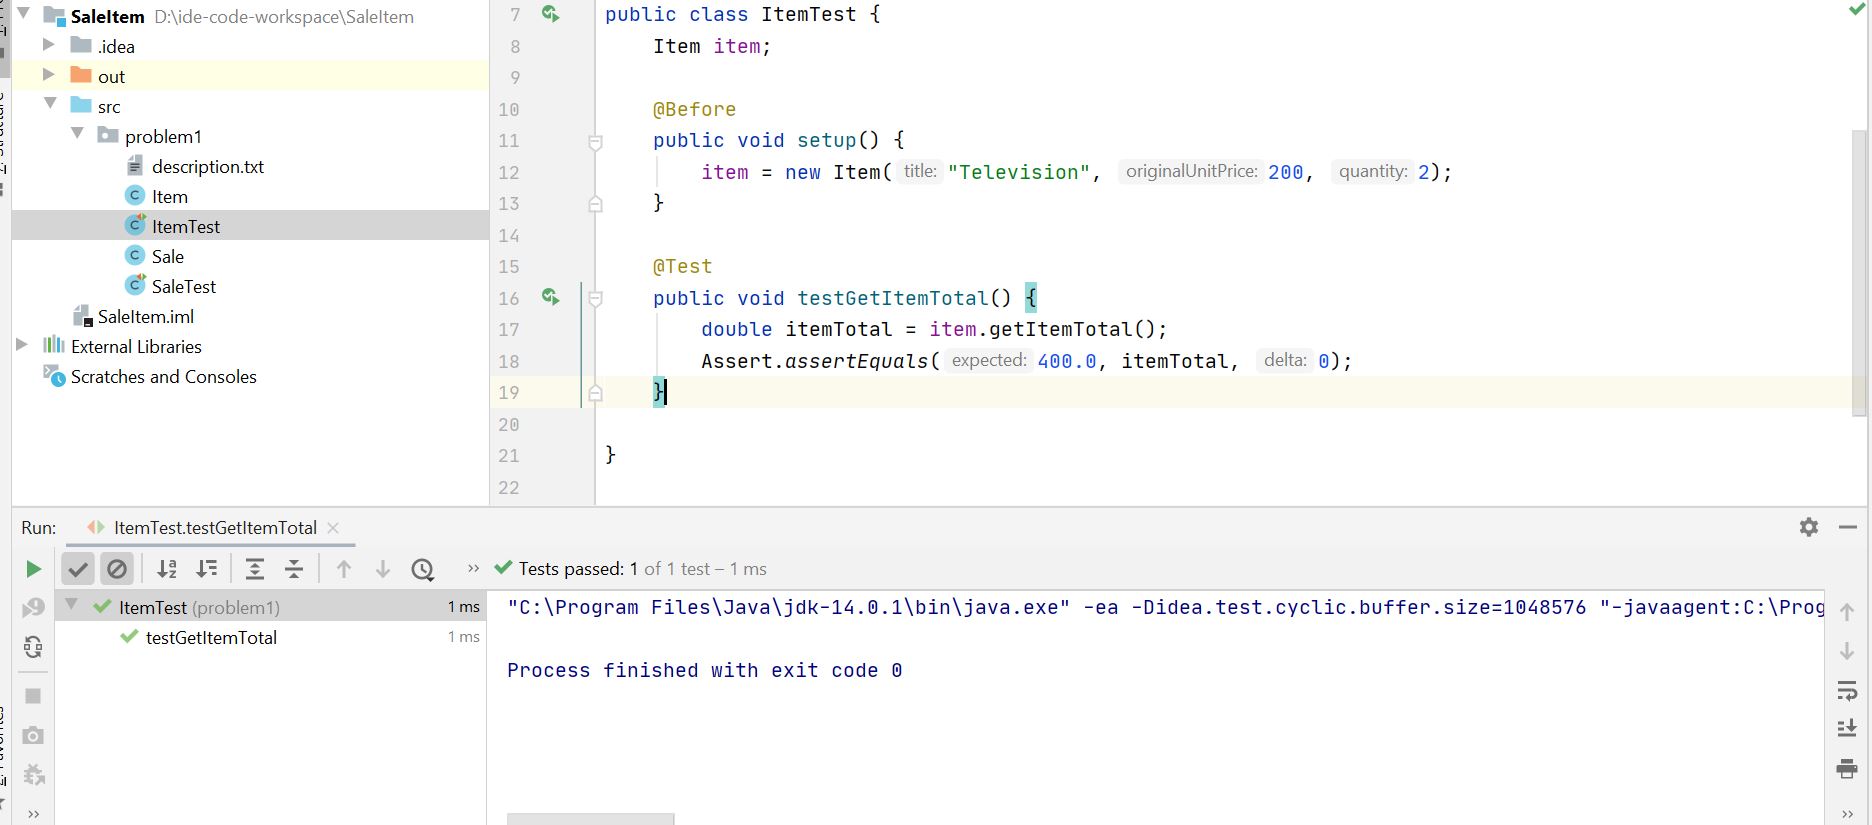 SaleItem D:\ide-code-workspace\SaleItem
.idea
out
src
problem1
description.txt
Item
ItemTest
Sale
SaleTest
SaleItem.iml
External Libraries
Scratches and Consoles
7 public class ItemTest {
8 Item item;
9
10 @Before
11 public void setup() {
12 item = new Item( title: "Television", originalUnitPrice: 200, quantity: 2);
13 }
14
15 @Test
16 public void testGetItemTotal() {
17 double itemTotal = item.getItemTotal();
18 Assert.assertEquals( expected: 400.0, itemTotal, delta: 0);
19 }
20
21 }
22
Run: ItemTest.testGetItemTotal
Tests passed: 1 of 1 test – 1 ms
ItemTest (problem1) 1 ms
testGetItemTotal 1 ms
"C:\Program Files\Java\jdk-14.0.1\bin\java.exe" -ea -Didea.test.cyclic.buffer.size=1048576 "-javaagent:C:\Prog
Process finished with exit code 0